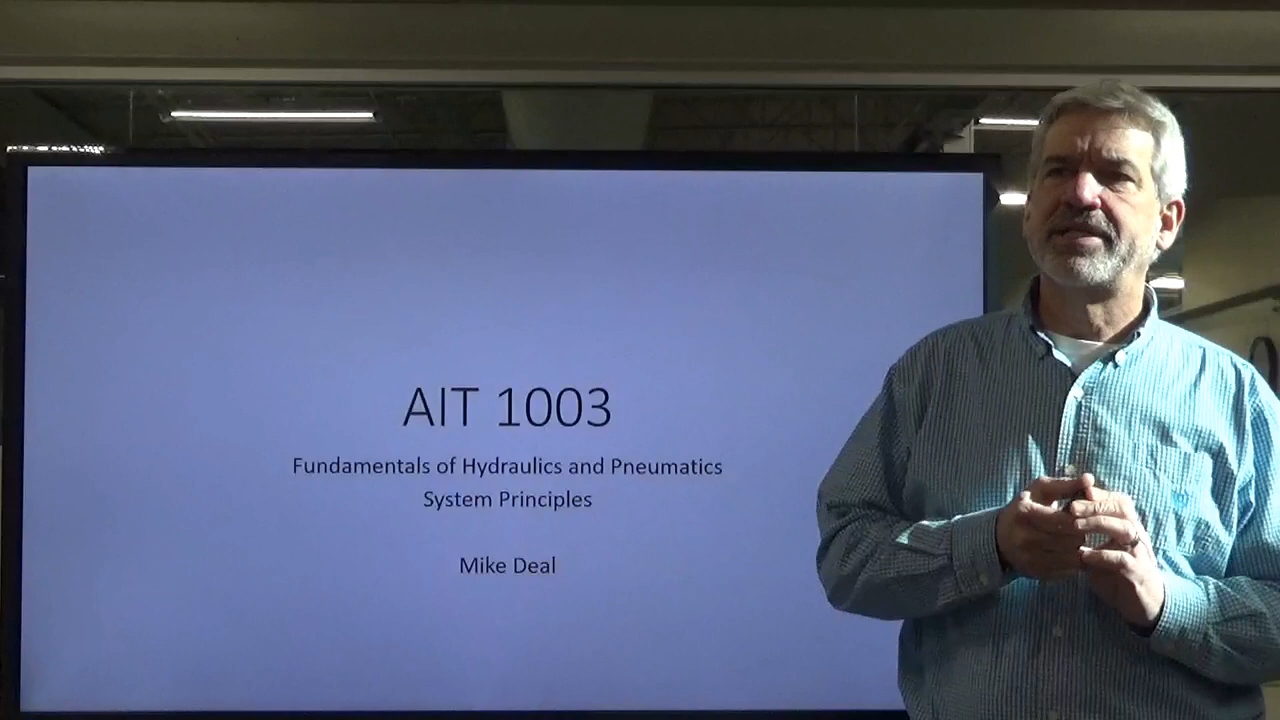 AIT 1003
Fundamentals of Hydraulics and Pneumatics
System Principles
Mike Deal